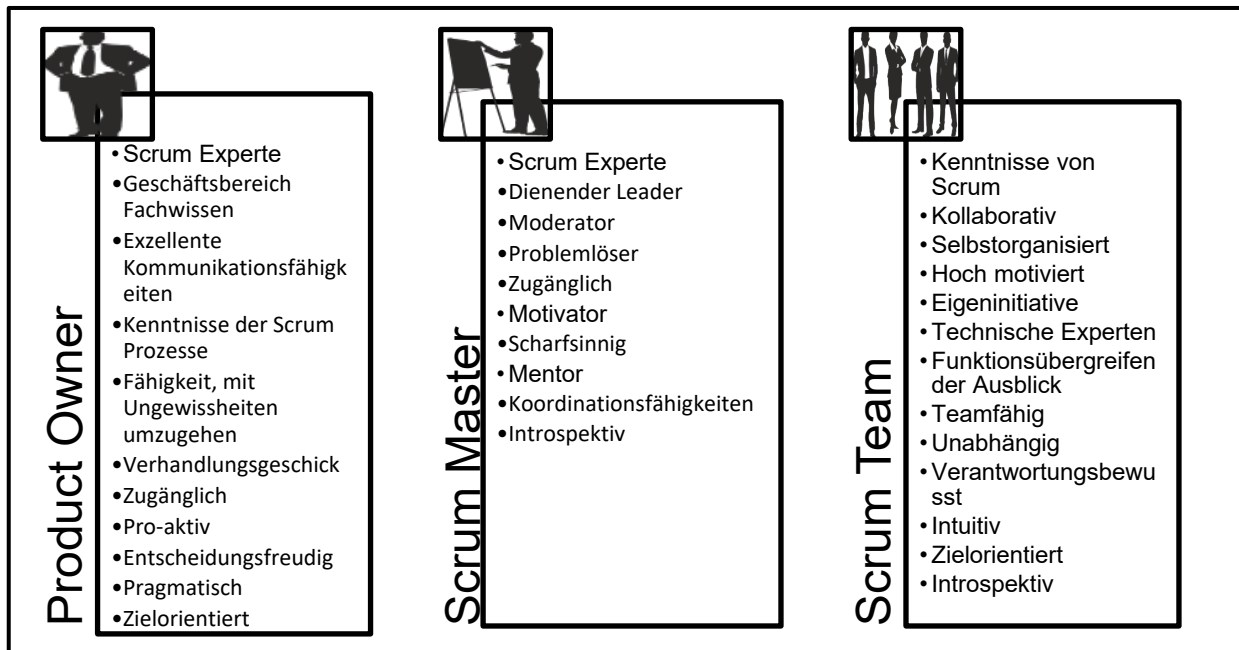 Product Owner
• Scrum Experte
•Geschäftsbereich
Fachwissen
•Exzellente
Kommunikationsfähigk
eiten
•Kenntnisse der Scrum
Prozesse
•Fähigkeit, mit
Ungewissheiten
umzugehen
•Verhandlungsgeschick
•Zugänglich
•Pro-aktiv
•Entscheidungsfreudig
•Pragmatisch
•Zielorientiert
Scrum Master
• Scrum Experte
•Dienender Leader
•Moderator
•Problemlöser
•Zugänglich
• Motivator
•Scharfsinnig
• Mentor
•Koordinationsfähigkeiten
•Introspektiv
Scrum Team
• Kenntnisse von
Scrum
• Kollaborativ
• Selbstorganisiert
• Hoch motiviert
• Eigeninitiative
• Technische Experten
• Funktionsübergreifen
der Ausblick
• Teamfähig
• Unabhängig
• Verantwortungsbewu
sst
• Intuitiv
• Zielorientiert
• Introspektiv